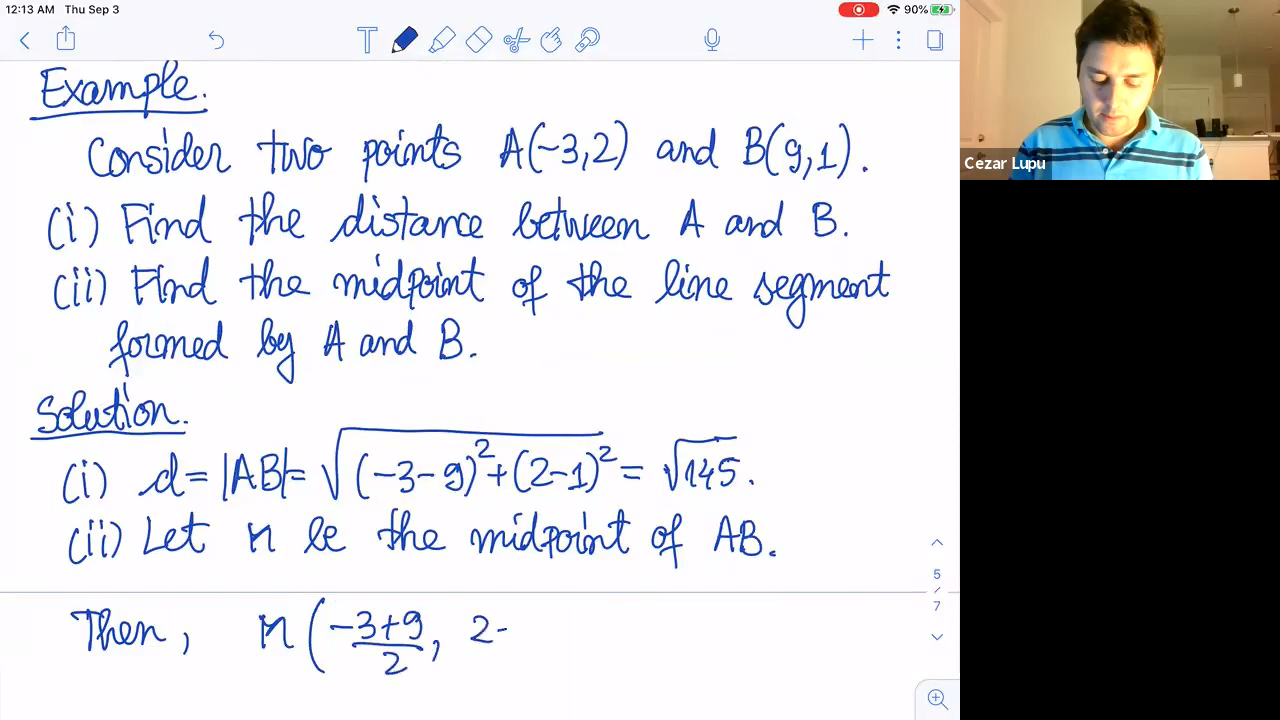 12:13 AM Thu Sep 3
90%
T
Example.
Consider two points A(-3,2) and B(9,1).
(i) Find the distance between A and B.
(ii) Find the midpoint of the line segment
formed by A and B.
Solution.
(i) d = |AB| = √((-3-9)²+(2-1)²) = √145.
(ii) Let M be the midpoint of AB.
Then, M (-3+9/2, 2-
5
/
7
Cezar Lupu